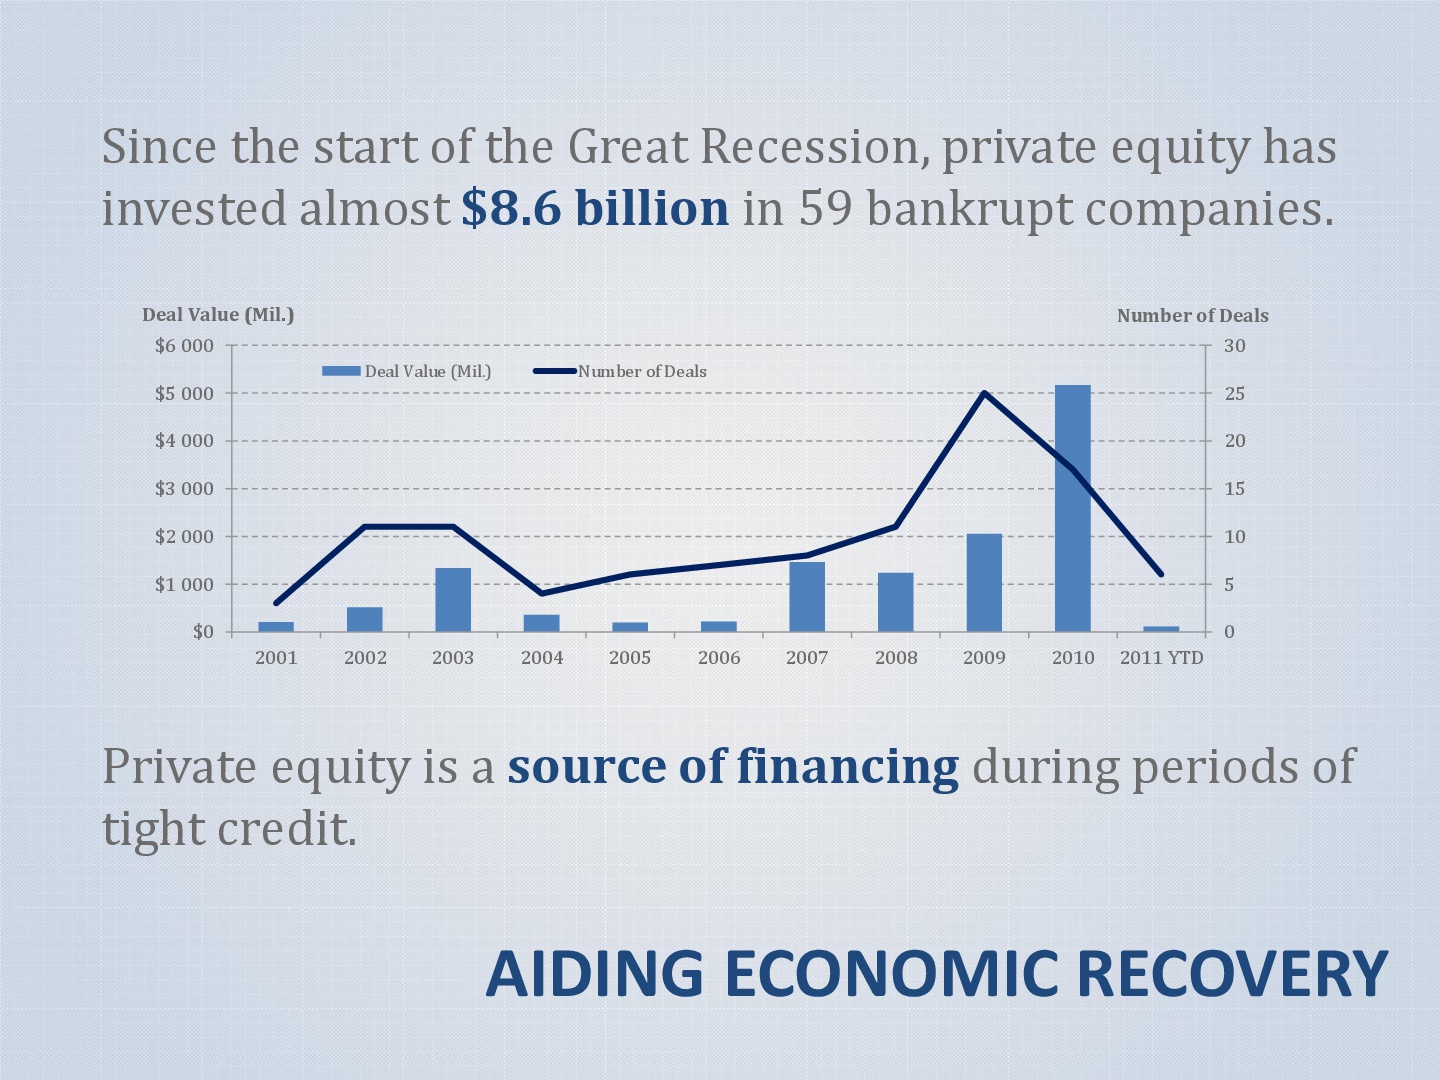 Since the start of the Great Recession, private equity has
invested almost $8.6 billion in 59 bankrupt companies.
Deal Value (Mil.)
Number of Deals
Deal Value (Mil.)
Number of Deals
$6 000
$5 000
$4 000
$3 000
$2 000
$1 000
$0
30
25
20
15
10
5
0
2001 2002 2003 2004 2005 2006 2007 2008 2009 2010 2011 YTD
Private equity is a source of financing during periods of
tight credit.
AIDING ECONOMIC RECOVERY